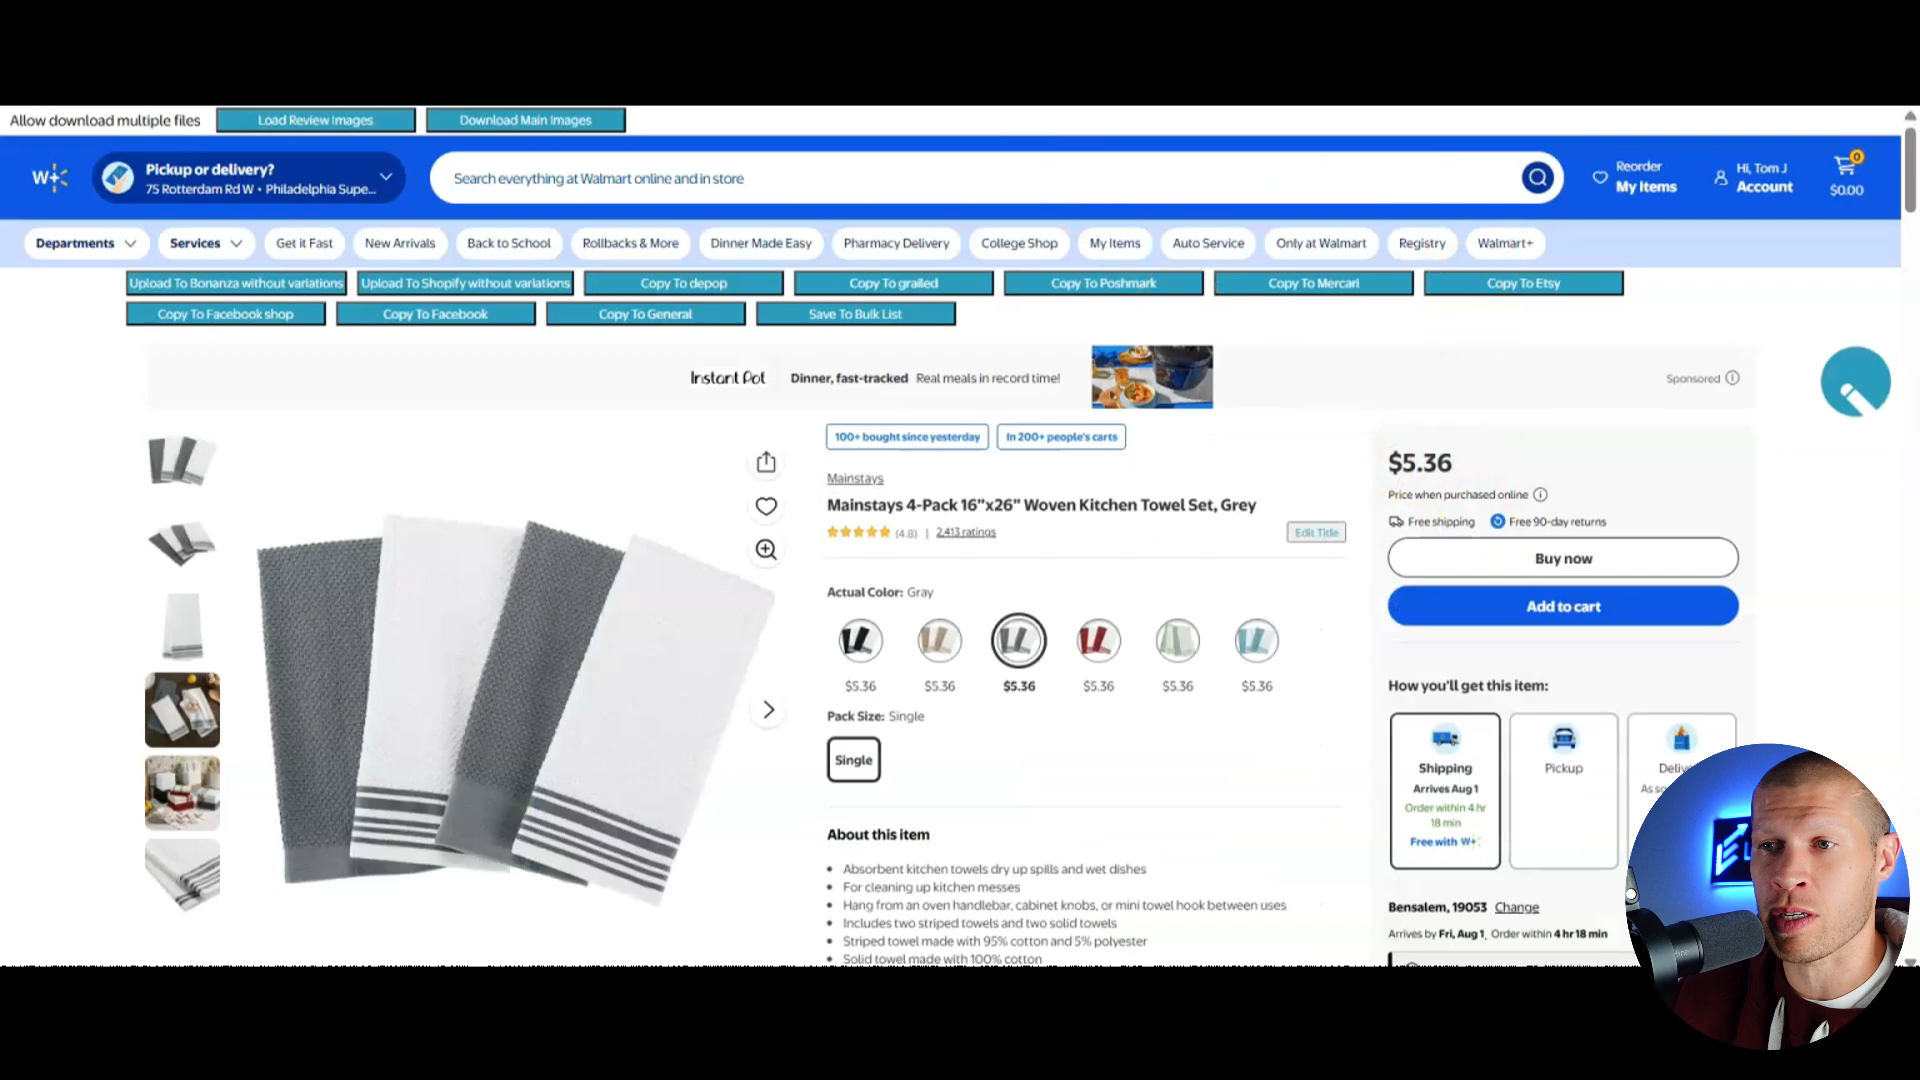 Allow download multiple files
Load Review Images
Download Main Images
W+
Pickup or delivery?
75 Rotterdam Rd W • Philadelphia Supe...
Search everything at Walmart online and in store
Reorder
My Items
Hi, Tom J
Account
0
$0.00
Departments
Services
Get it Fast
New Arrivals
Back to School
Rollbacks & More
Dinner Made Easy
Pharmacy Delivery
College Shop
My Items
Auto Service
Only at Walmart
Registry
Walmart+
Upload To Bonanza without variations
Upload To Shopify without variations
Copy To depop
Copy To grailed
Copy To Poshmark
Copy To Mercari
Copy To Etsy
Copy To Facebook shop
Copy To Facebook
Copy To General
Save To Bulk List
Instant Pot
Dinner, fast-tracked Real meals in record time!
Sponsored
100+ bought since yesterday
In 200+ people's carts
Mainstays
Mainstays 4-Pack 16”x26” Woven Kitchen Towel Set, Grey
(4.8) | 2,413 ratings
Edit Title
Actual Color: Gray
$5.36
$5.36
$5.36
$5.36
$5.36
$5.36
Pack Size: Single
Single
About this item
• Absorbent kitchen towels dry up spills and wet dishes
• For cleaning up kitchen messes
• Hang from an oven handlebar, cabinet knobs, or mini towel hook between uses
• Includes two striped towels and two solid towels
• Striped towel made with 95% cotton and 5% polyester
• Solid towel made with 100% cotton
$5.36
Price when purchased online
Free shipping
Free 90-day returns
Buy now
Add to cart
How you'll get this item:
Shipping
Arrives Aug 1
Order within 4 hr
18 min
Free with W+
Pickup
Bensalem, 19053 Change
Arrives by Fri, Aug 1, Order within 4 hr 18 min